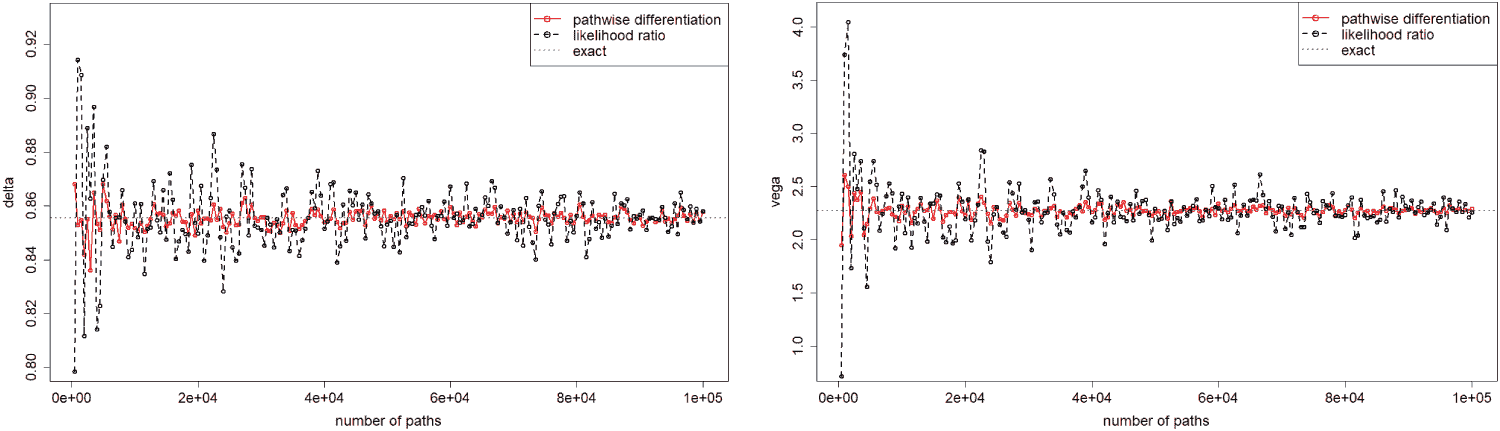 pathwise differentiation
likelihood ratio
exact
delta
0.92
0.90
0.88
0.86
0.84
0.82
0.80
0e+00 2e+04 4e+04 6e+04 8e+04 1e+05
number of paths
pathwise differentiation
likelihood ratio
exact
vega
4.0
3.5
3.0
2.5
2.0
1.5
1.0
0e+00 2e+04 4e+04 6e+04 8e+04 1e+05
number of paths